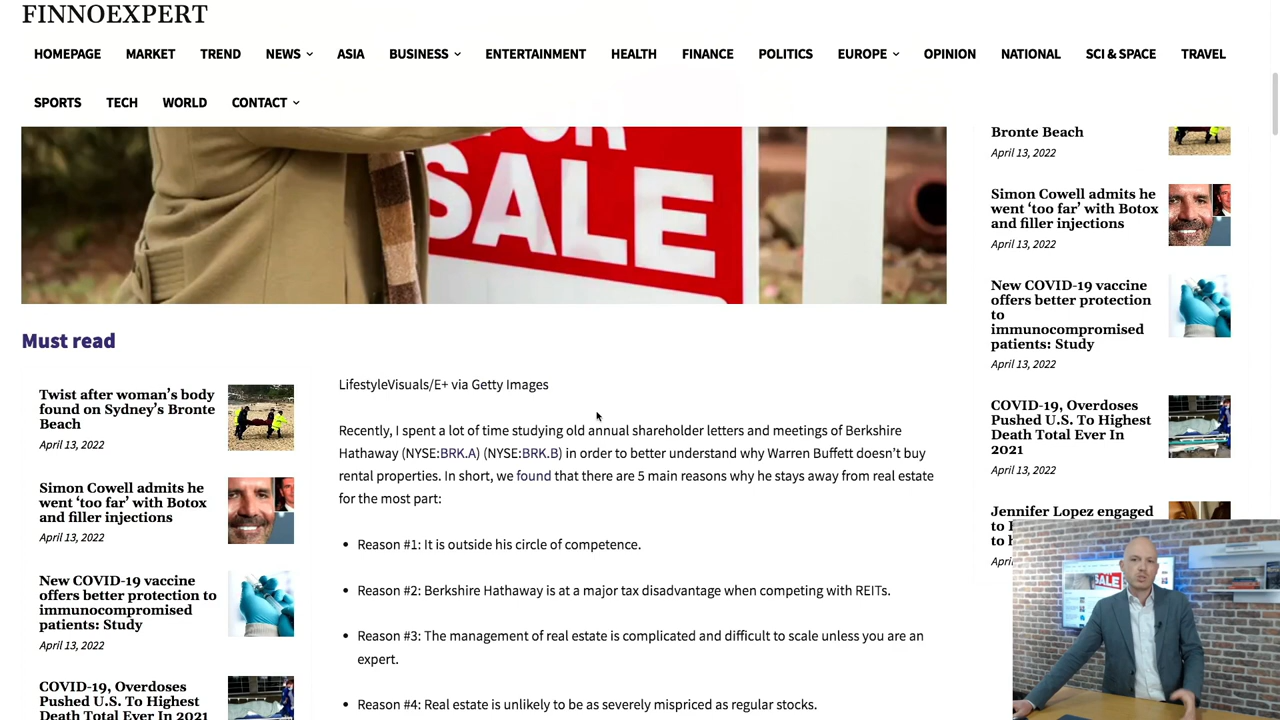 FINNOEXPERT
HOMEPAGE MARKET TREND NEWS ASIA BUSINESS ENTERTAINMENT HEALTH FINANCE POLITICS EUROPE OPINION NATIONAL SCI & SPACE TRAVEL
SPORTS TECH WORLD CONTACT
FOR
SALE
Must read
Twist after woman’s body
found on Sydney’s Bronte
Beach
April 13, 2022
Simon Cowell admits he
went ‘too far’ with Botox
and filler injections
April 13, 2022
New COVID-19 vaccine
offers better protection to
immunocompromised
patients: Study
April 13, 2022
COVID-19, Overdoses
Pushed U.S. To Highest
Death Total Ever In 2021
LifestyleVisuals/E+ via Getty Images
Recently, I spent a lot of time studying old annual shareholder letters and meetings of Berkshire
Hathaway (NYSE:BRK.A) (NYSE:BRK.B) in order to better understand why Warren Buffett doesn’t buy
rental properties. In short, we found that there are 5 main reasons why he stays away from real estate
for the most part:
• Reason #1: It is outside his circle of competence.
• Reason #2: Berkshire Hathaway is at a major tax disadvantage when competing with REITs.
• Reason #3: The management of real estate is complicated and difficult to scale unless you are an
expert.
• Reason #4: Real estate is unlikely to be as severely mispriced as regular stocks.
Bronte Beach
April 13, 2022
Simon Cowell admits he
went ‘too far’ with Botox
and filler injections
April 13, 2022
New COVID-19 vaccine
offers better protection
to
immunocompromised
patients: Study
April 13, 2022
COVID-19, Overdoses
Pushed U.S. To Highest
Death Total Ever In
2021
April 13, 2022
Jennifer Lopez engaged
to
to
SALE